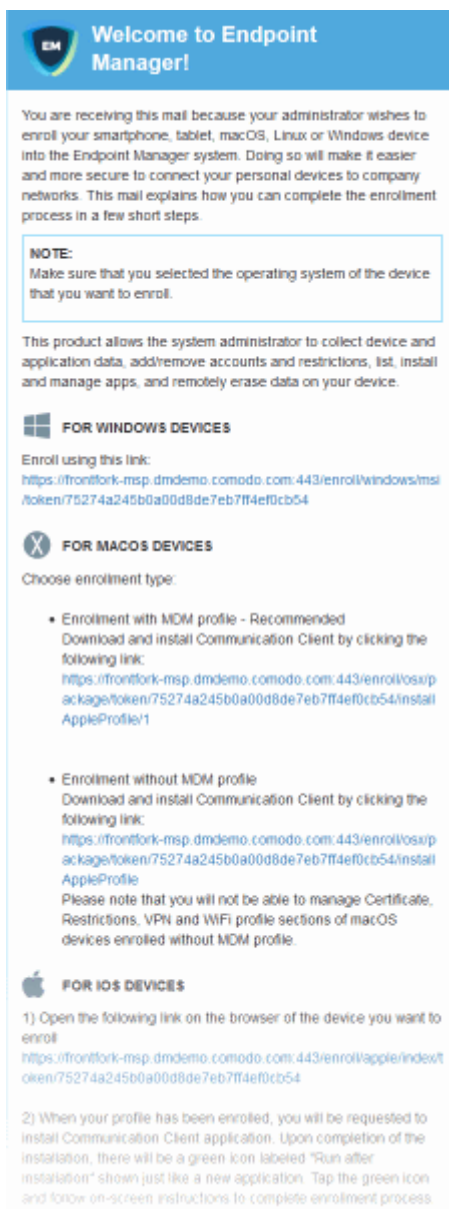 EM
Welcome to Endpoint
Manager!
You are receiving this mail because your administrator wishes to
enroll your smartphone, tablet, macOS, Linux or Windows device
into the Endpoint Manager system. Doing so will make it easier
and more secure to connect your personal devices to company
networks. This mail explains how you can complete the enrollment
process in a few short steps.
NOTE:
Make sure that you selected the operating system of the device
that you want to enroll.
This product allows the system administrator to collect device and
application data, add/remove accounts and restrictions, list, install
and manage apps, and remotely erase data on your device.
FOR WINDOWS DEVICES
Enroll using this link:
https://frontfork-msp.dmdemo.comodo.com:443/enroll/windows/msi
/token/75274a245b0a00d8de7eb7ff4ef0cb54
X FOR MACOS DEVICES
Choose enrollment type:
• Enrollment with MDM profile - Recommended
Download and install Communication Client by clicking the
following link:
https://frontfork-msp.dmdemo.comodo.com:443/enroll/osx/p
ackage/token/75274a245b0a00d8de7eb7ff4ef0cb54/install
AppleProfile/1
• Enrollment without MDM profile
Download and install Communication Client by clicking the
following link:
https://frontfork-msp.dmdemo.comodo.com:443/enroll/osx/p
ackage/token/75274a245b0a00d8de7eb7ff4ef0cb54/install
AppleProfile
Please note that you will not be able to manage Certificate,
Restrictions, VPN and WiFi profile sections of macOS
devices enrolled without MDM profile.
FOR IOS DEVICES
1) Open the following link on the browser of the device you want to
enroll
https://frontfork-msp.dmdemo.comodo.com:443/enroll/apple/index/t
oken/75274a245b0a00d8de7eb7ff4ef0cb54
2) When your profile has been enrolled, you will be requested to
install Communication Client application. Upon completion of the
installation, there will be a green icon labeled "Run after
installation" shown just like a new application. Tap the green icon
and follow on-screen instructions to complete enrollment process